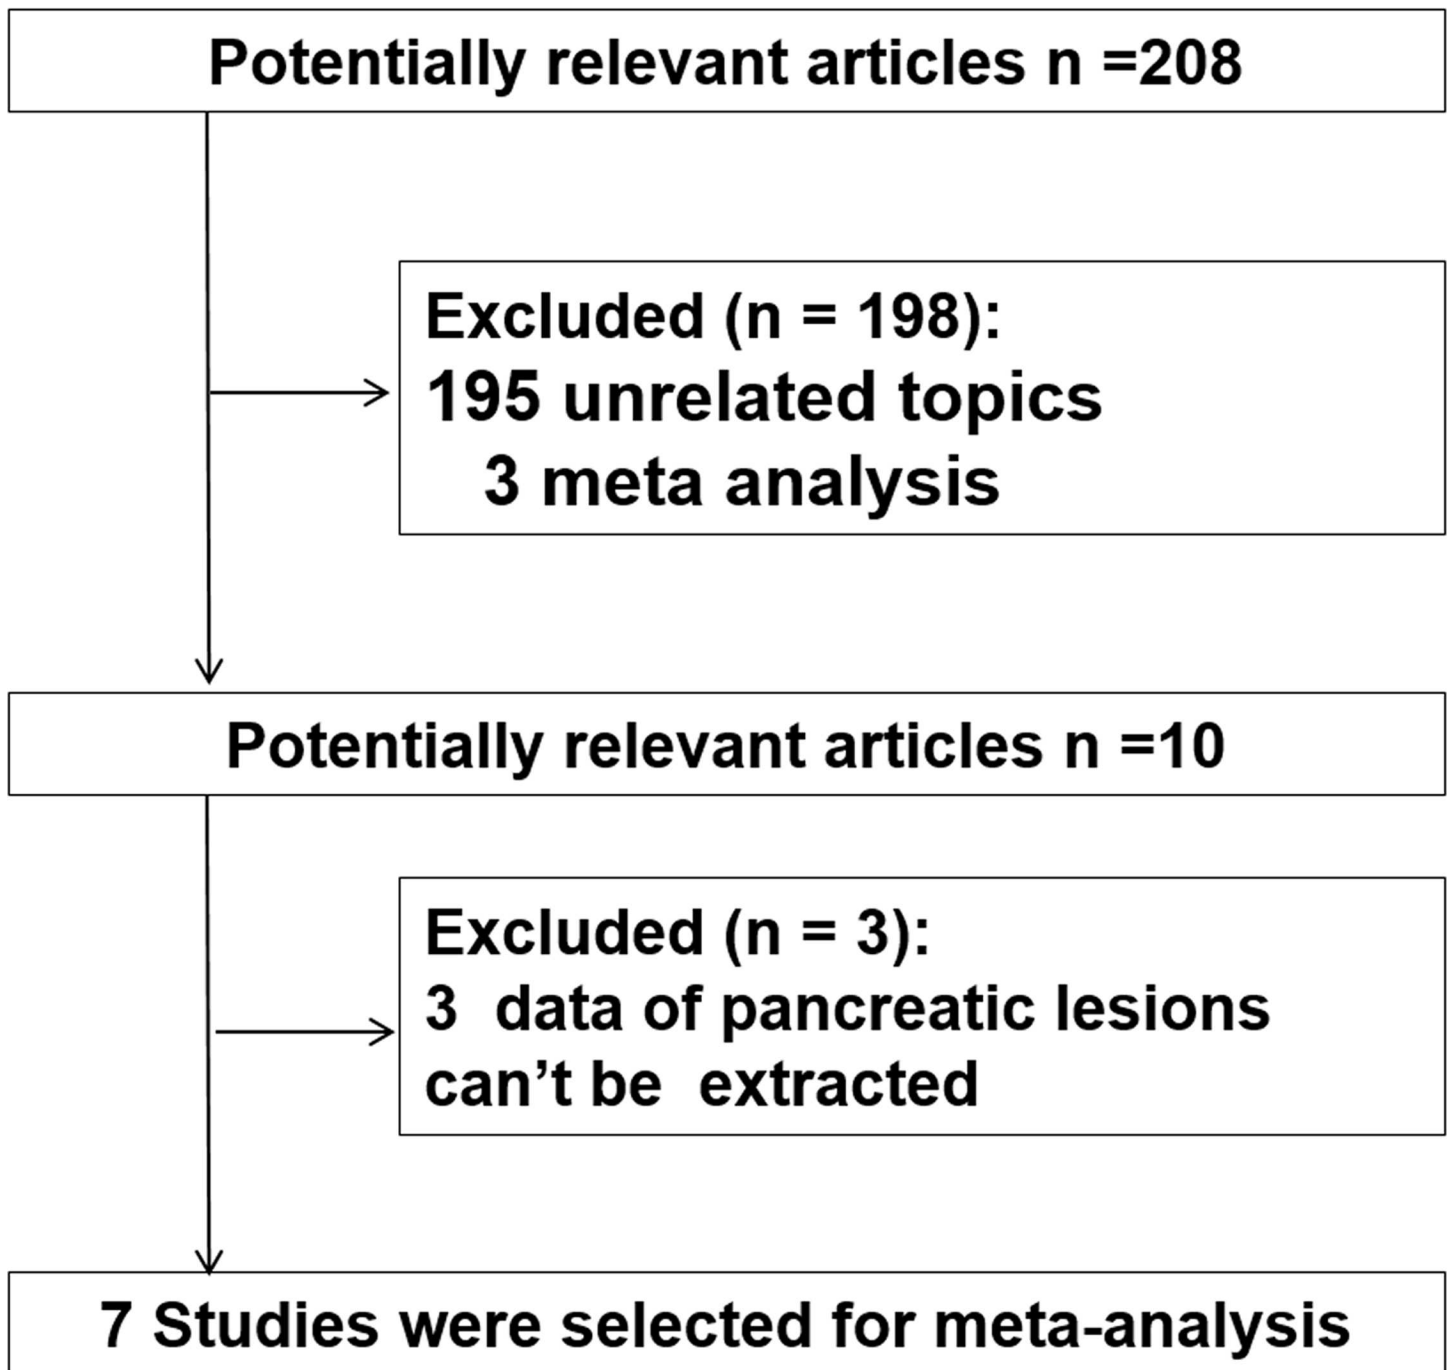 Potentially relevant articles n =208
Excluded (n = 198):
195 unrelated topics
3 meta analysis
Potentially relevant articles n =10
Excluded (n = 3):
3 data of pancreatic lesions
can’t be extracted
7 Studies were selected for meta-analysis